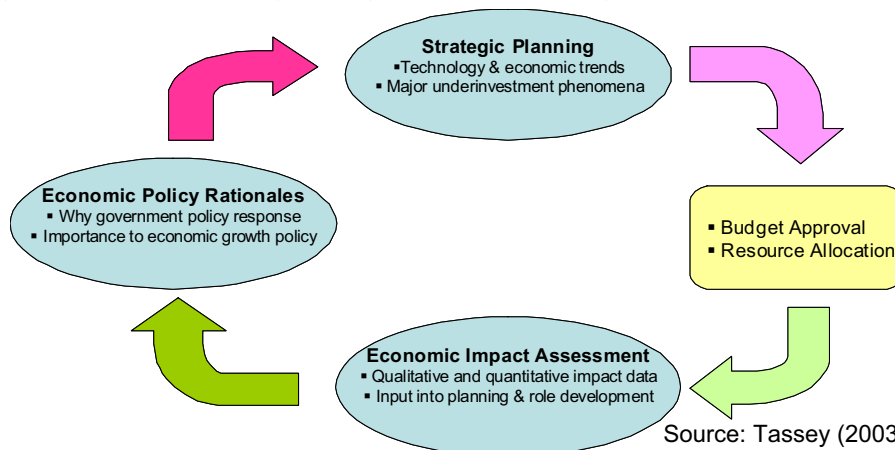 Strategic Planning
▪Technology & economic trends
▪ Major underinvestment phenomena
Economic Policy Rationales
▪ Why government policy response
▪ Importance to economic growth policy
▪ Budget Approval
▪ Resource Allocation
Economic Impact Assessment
▪ Qualitative and quantitative impact data
▪ Input into planning & role development
Source: Tassey (2003